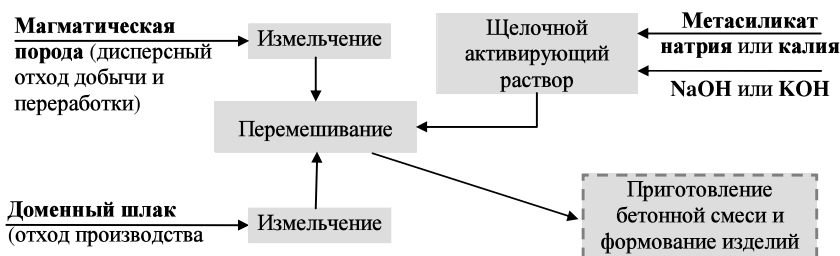 Магматическая
порода (дисперсный
отход добычи и
переработки)
Измельчение
Щелочной
активирующий
раствор
Метасиликат
натрия или калия
NaOH или KOH
Перемешивание
Доменный шлак
(отход производства
Измельчение
Приготовление
бетонной смеси и
формование изделий